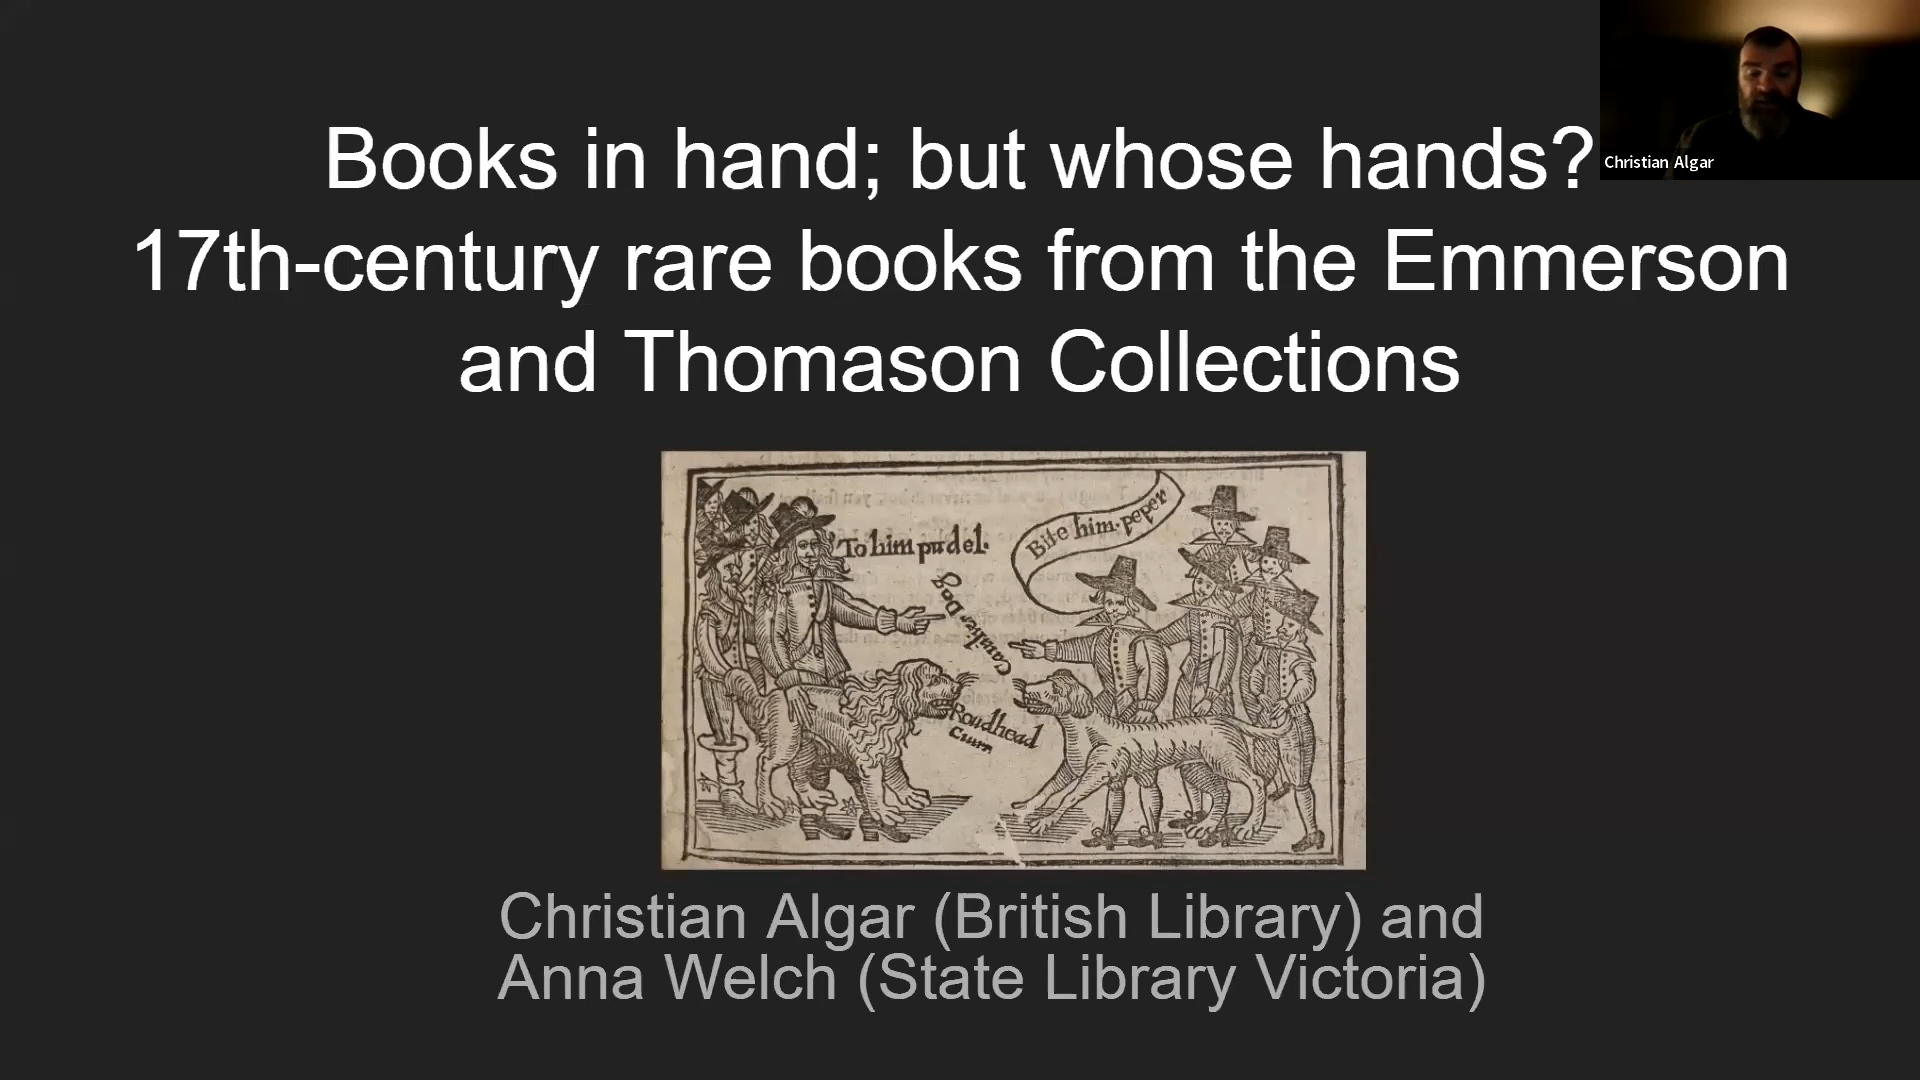 Books in hand; but whose hands?
17th-century rare books from the Emmerson
and Thomason Collections
Christian Algar
To him pudel.
Bite him peper
Cavalier Dog
Roudhead
Curr
Christian Algar (British Library) and
Anna Welch (State Library Victoria)